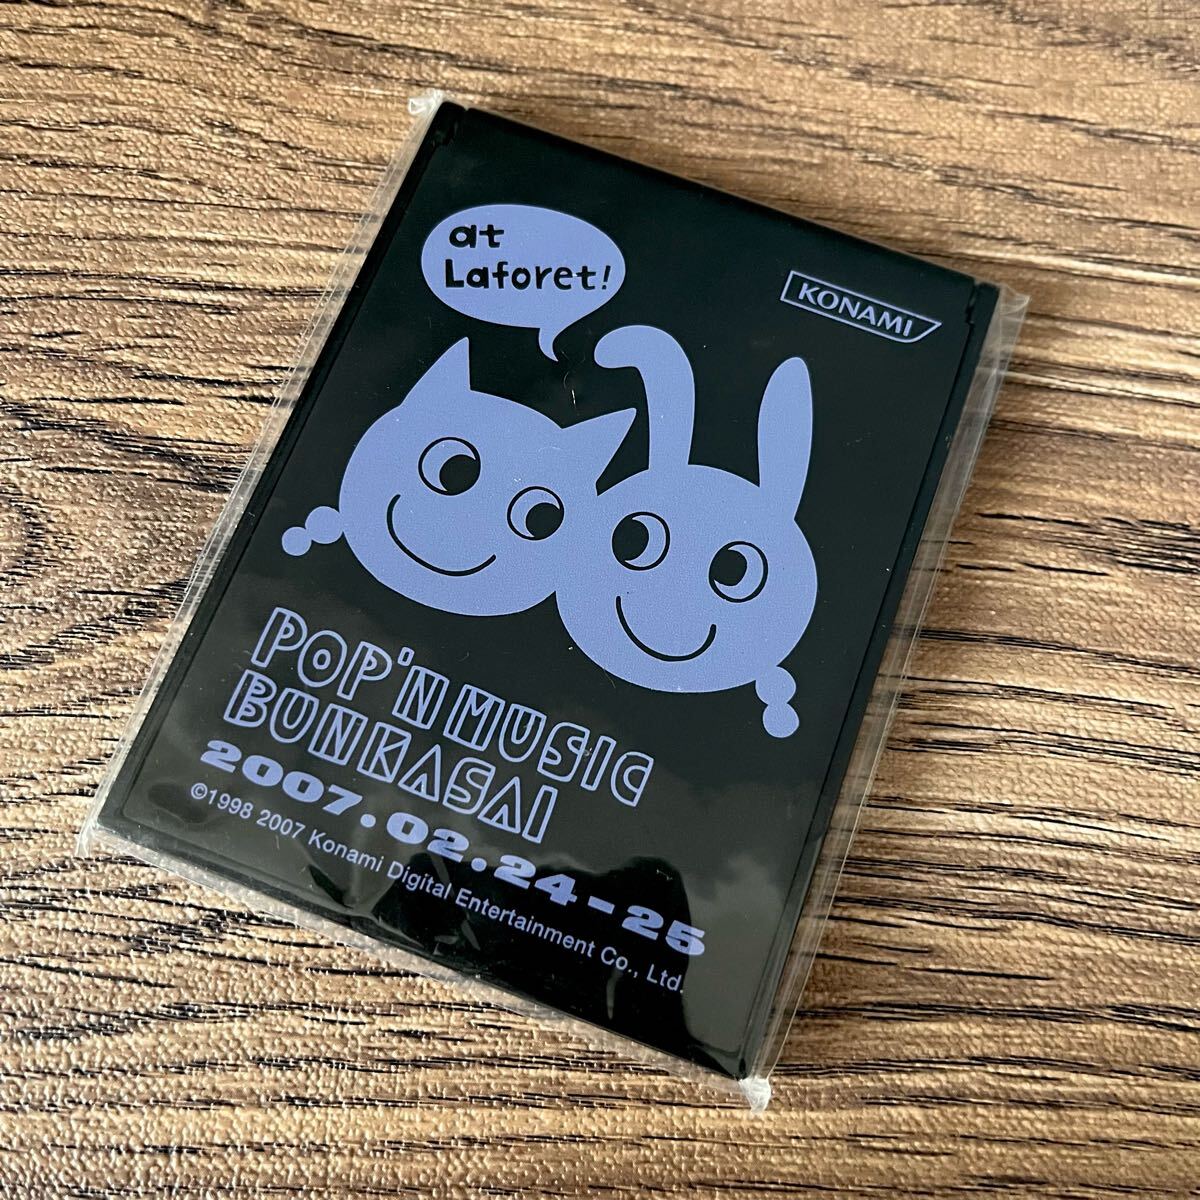 at
Laforet!
KONAMI
POP'N MUSIC
BUNKASAI
2007.02.24-25
©1998 2007 Konami Digital Entertainment Co., Ltd.